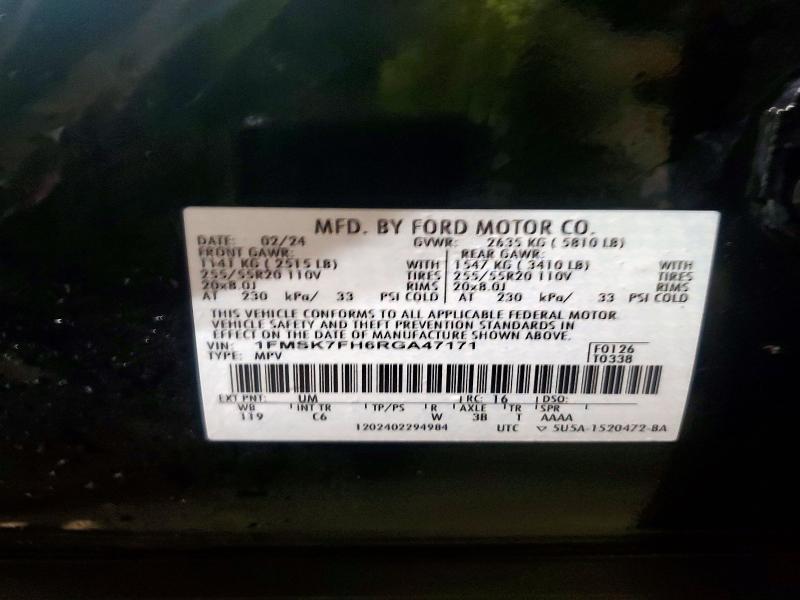 MFD. BY FORD MOTOR CO.
DATE: 02/24 GVWR: 2635 KG ( 5810 LB)
FRONT GAWR: REAR GAWR:
1141 KG ( 2515 LB) WITH 1547 KG ( 3410 LB) WITH
255/55R20 110V TIRES 255/55R20 110V TIRES
20x8.0J RIMS 20x8.0J RIMS
AT 230 kPa/ 33 PSI COLD AT 230 kPa/ 33 PSI COLD
THIS VEHICLE CONFORMS TO ALL APPLICABLE FEDERAL MOTOR
VEHICLE SAFETY AND THEFT PREVENTION STANDARDS IN
EFFECT ON THE DATE OF MANUFACTURE SHOWN ABOVE.
VIN: 1FMSK7FH6RGA47171 F0126
TYPE: MPV T0338
EXT PNT: UM RC: 16 DSO:
WB INT TR TP/PS R AXLE TR SPR
119 C6 W 3B T AAAA
1202402294984 UTC 5U5A-1520472-BA